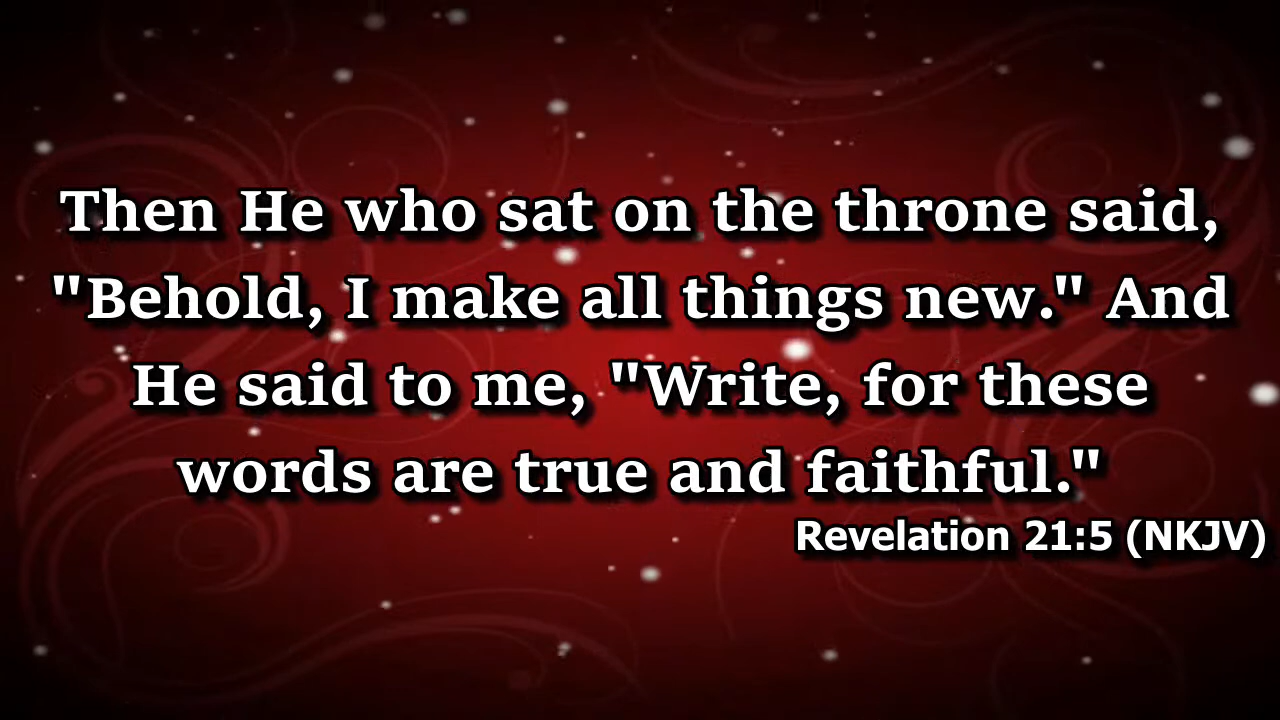 Then He who sat on the throne said,
"Behold, I make all things new." And
He said to me, "Write, for these
words are true and faithful."
Revelation 21:5 (NKJV)